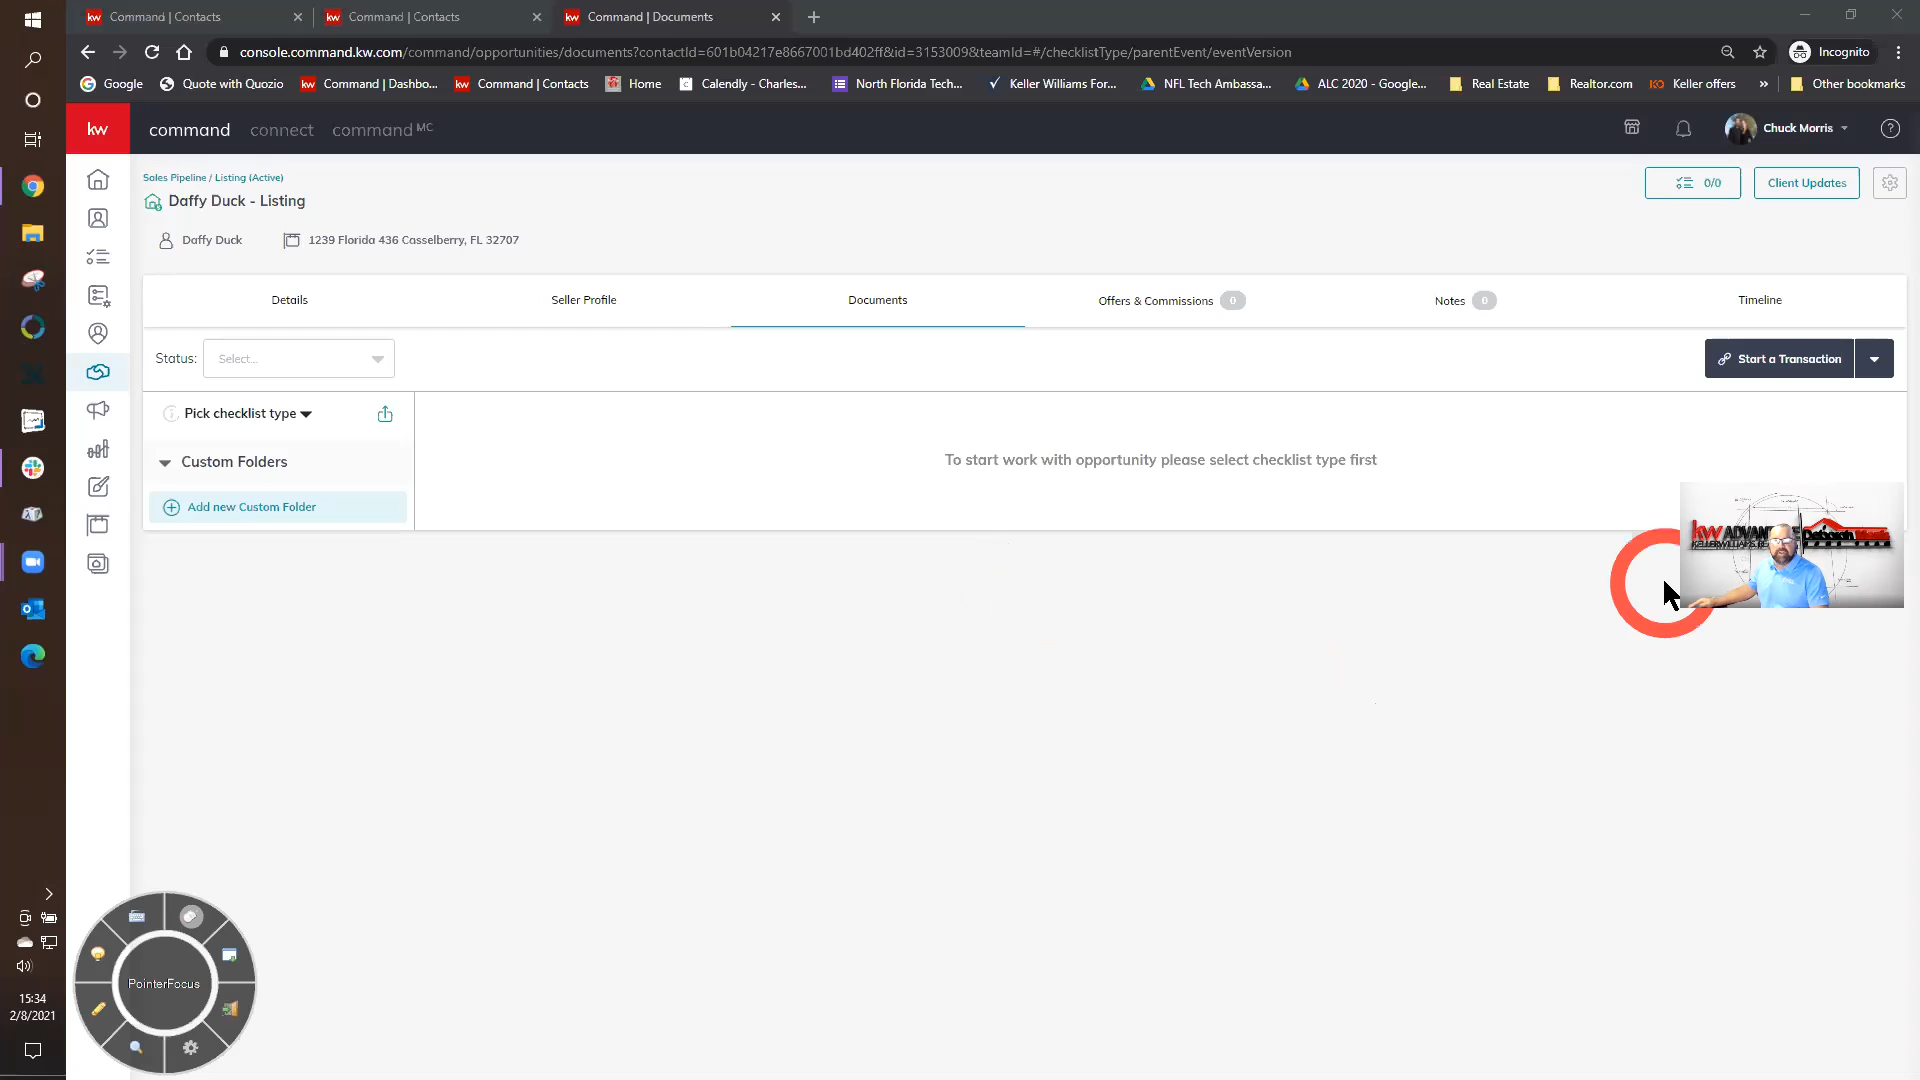 Command | Contacts
Command | Contacts
Command | Documents
console.command.kw.com/command/opportunities/documents?contactId=601b04217e8667001bd402ff&id=3153009&teamId=#/checklistType/parentEvent/eventVersion
Incognito
Google
Quote with Quozio
Command | Dashbo...
Command | Contacts
Home
Calendly - Charles...
North Florida Tech...
Keller Williams For...
NFL Tech Ambassa...
ALC 2020 - Google...
Real Estate
Realtor.com
Keller offers
»
Other bookmarks
kw
command
connect
command MC
Chuck Morris
Sales Pipeline / Listing (Active)
Daffy Duck - Listing
0/0
Client Updates
Daffy Duck
1239 Florida 436 Casselberry, FL 32707
Details
Seller Profile
Documents
Offers & Commissions 0
Notes 0
Timeline
Status: Select...
Start a Transaction
Pick checklist type
Custom Folders
Add new Custom Folder
To start work with opportunity please select checklist type first
kw
Deborah
PointerFocus
15:34
2/8/2021